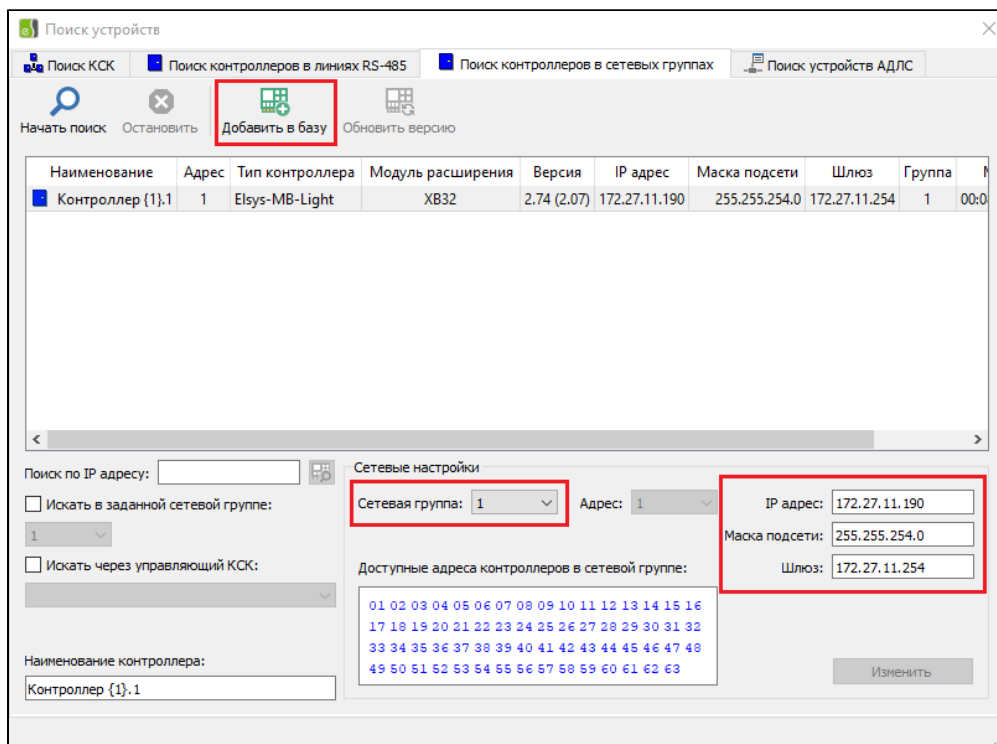 Поиск устройств
Поиск КСК Поиск контроллеров в линиях RS-485 Поиск контроллеров в сетевых группах Поиск устройств АДЛС
Начать поиск Остановить Добавить в базу Обновить версию
Наименование Адрес Тип контроллера Модуль расширения Версия IP адрес Маска подсети Шлюз Группа
Контроллер {1}.1 1 Elsys-MB-Light XB32 2.74 (2.07) 172.27.11.190 255.255.254.0 172.27.11.254 1 00:0
Поиск по IP адресу:
Искать в заданной сетевой группе:
1
Искать через управляющий КСК:
Наименование контроллера:
Контроллер {1}.1
Сетевые настройки
Сетевая группа: 1 Адрес: 1
Доступные адреса контроллеров в сетевой группе:
01 02 03 04 05 06 07 08 09 10 11 12 13 14 15 16
17 18 19 20 21 22 23 24 25 26 27 28 29 30 31 32
33 34 35 36 37 38 39 40 41 42 43 44 45 46 47 48
49 50 51 52 53 54 55 56 57 58 59 60 61 62 63
IP адрес: 172.27.11.190
Маска подсети: 255.255.254.0
Шлюз: 172.27.11.254
Изменить